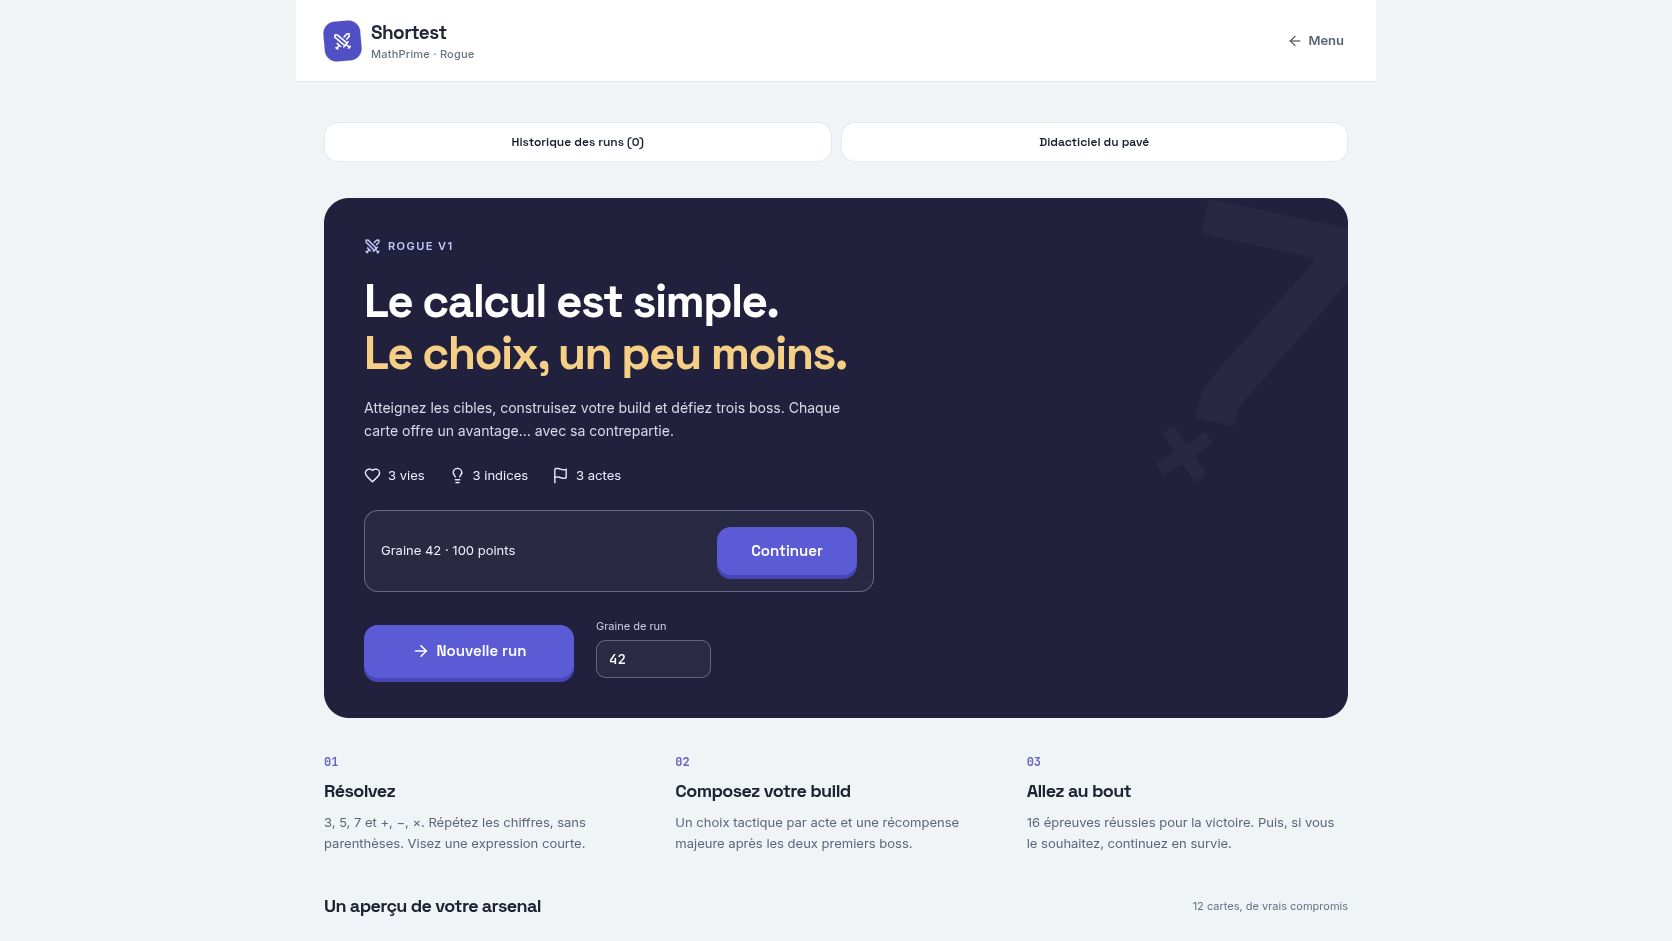 Shortest
MathPrime · Rogue
Menu
Historique des runs (0)
Didacticiel du pavé
ROGUE V1
Le calcul est simple.
Le choix, un peu moins.
Atteignez les cibles, construisez votre build et défiez trois boss. Chaque
carte offre un avantage… avec sa contrepartie.
3 vies
3 indices
3 actes
Graine 42 · 100 points
Continuer
Nouvelle run
Graine de run
42
7
×
01
Résolvez
3, 5, 7 et +, −, ×. Répétez les chiffres, sans
parenthèses. Visez une expression courte.
02
Composez votre build
Un choix tactique par acte et une récompense
majeure après les deux premiers boss.
03
Allez au bout
16 épreuves réussies pour la victoire. Puis, si vous
le souhaitez, continuez en survie.
Un aperçu de votre arsenal
12 cartes, de vrais compromis